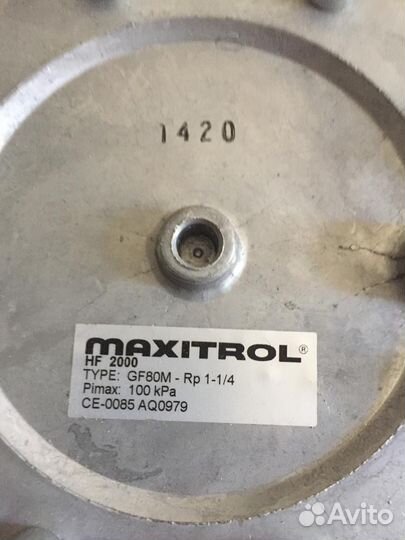 1420
MAXITROL®
HF 2000
TYPE: GF80M - Rp 1-1/4
Pimax: 100 kPa
CE-0085 AQ0979
Avito